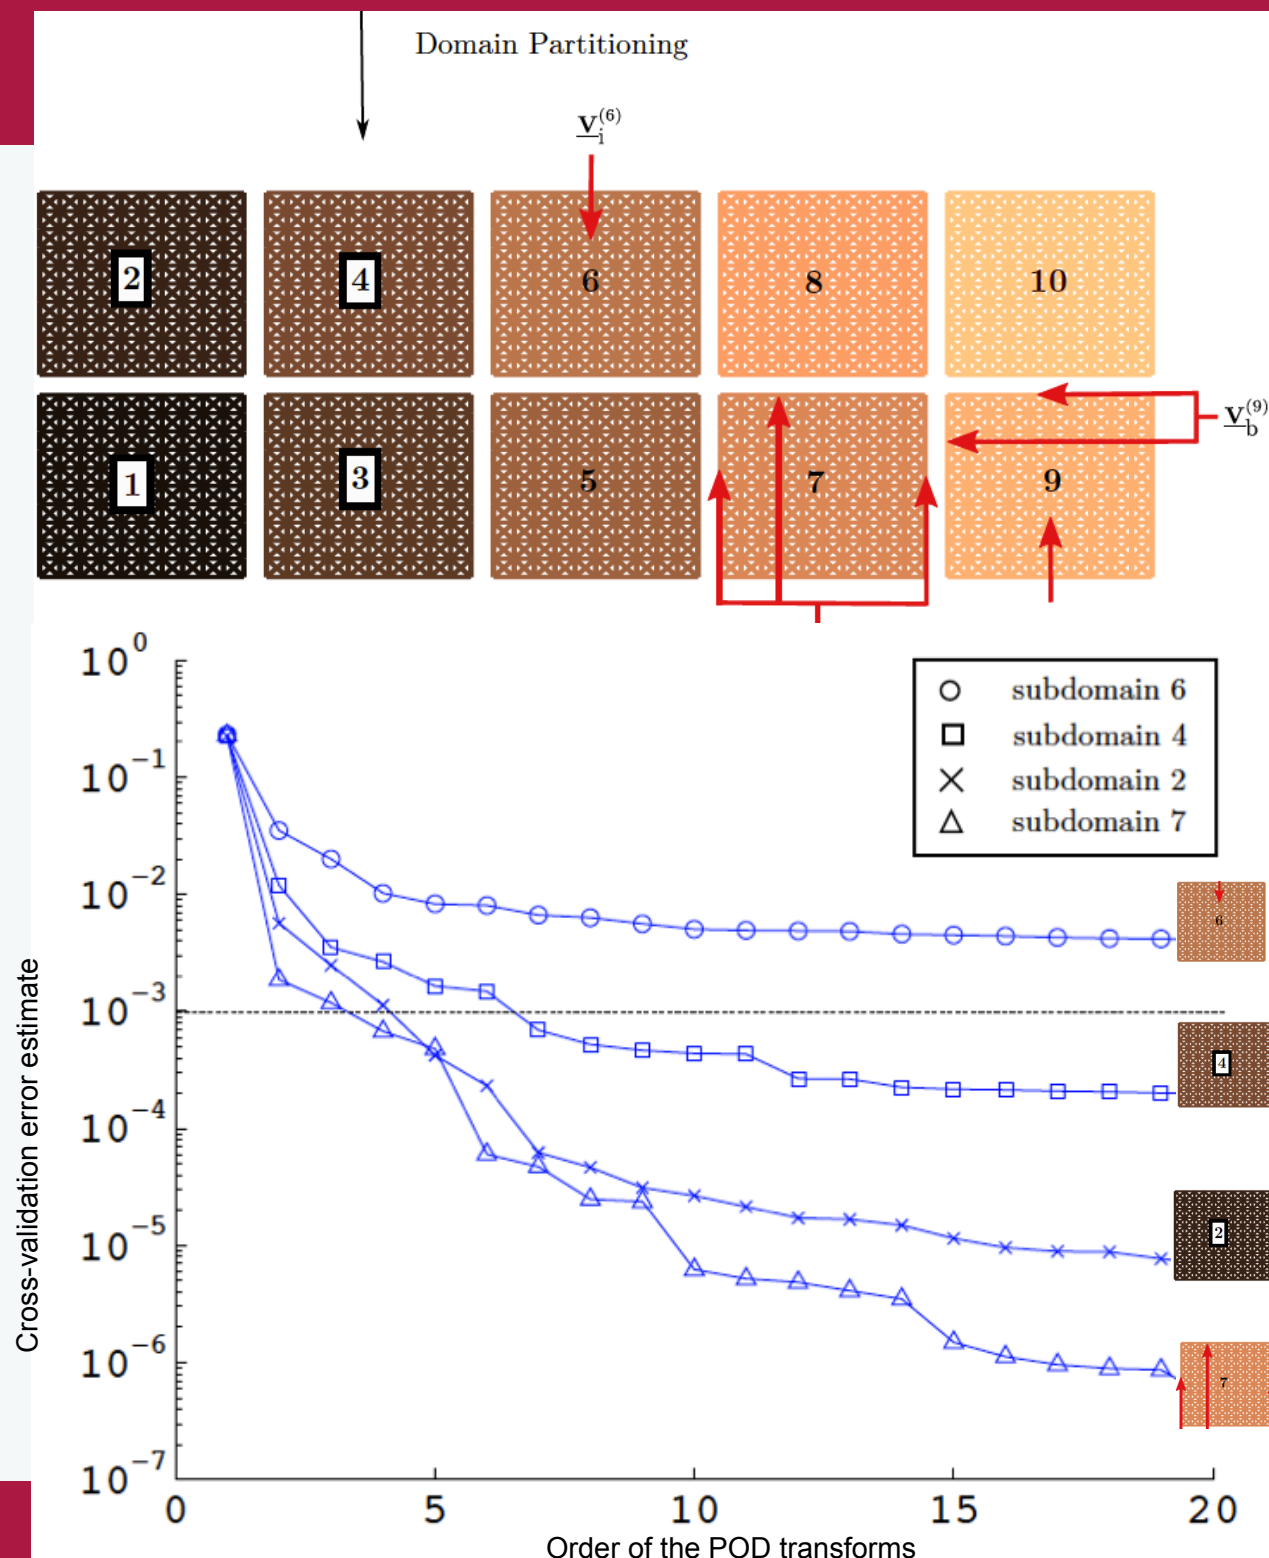 Domain Partitioning
v_i^(6)
2 4 6 8 10
v_b^(9)
1 3 5 7 9
10^0
10^-1
10^-2
10^-3
10^-4
10^-5
10^-6
10^-7
subdomain 6
subdomain 4
subdomain 2
subdomain 7
6
4
2
7
Cross-validation error estimate
0 5 10 15 20
Order of the POD transforms